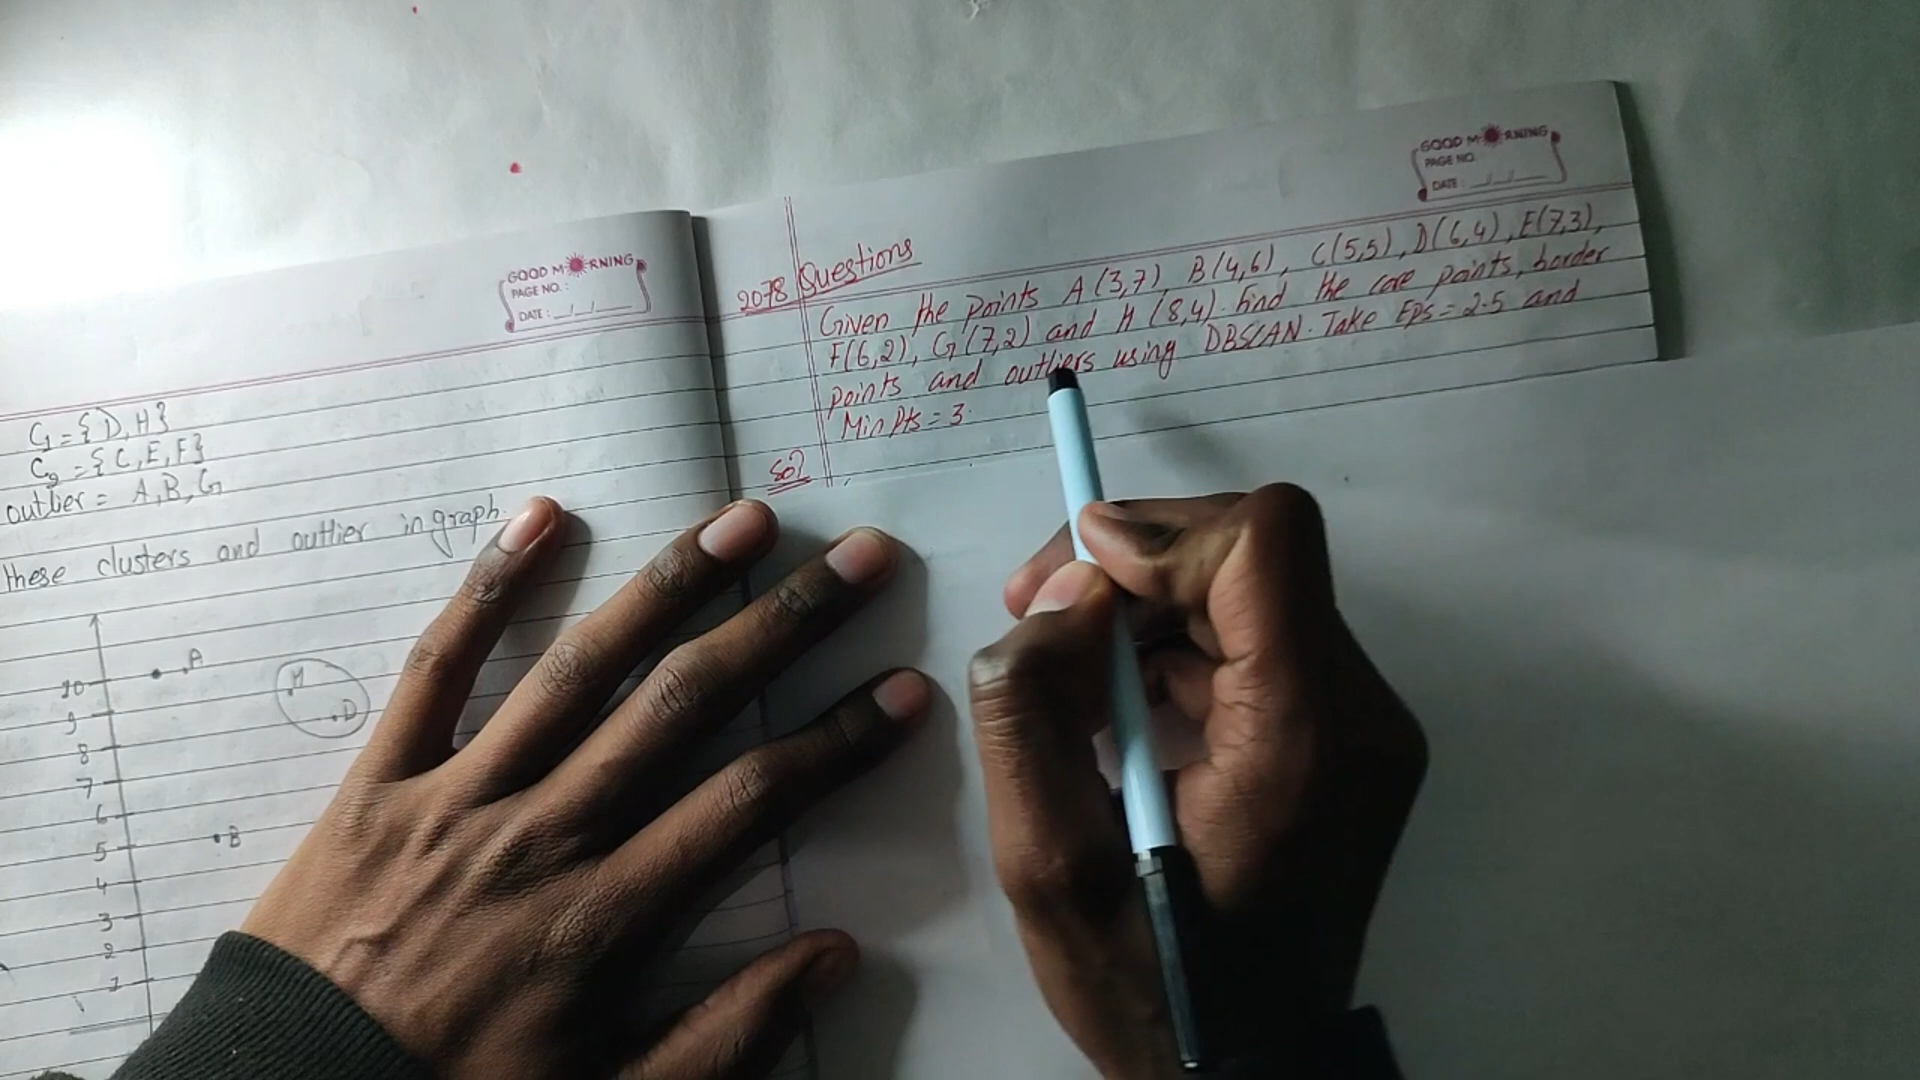 GOOD MORNING
PAGE NO. :
DATE :
C1 = {D, H}
C2 = {C, E, F}
outlier = A, B, G
these clusters and outlier in graph.
10
9
8
7
6
5
4
3
2
1
A
H
D
B
GOOD MORNING
PAGE NO.
DATE :
2078 Questions
Given the points A (3,7), B(4,6), C(5,5), D(6,4), E(7,3),
F(6,2), G(7,2) and H (8,4). find the core points, border
points and outliers using DBSCAN. Take Eps = 2.5 and
Min Pts = 3.
Sol